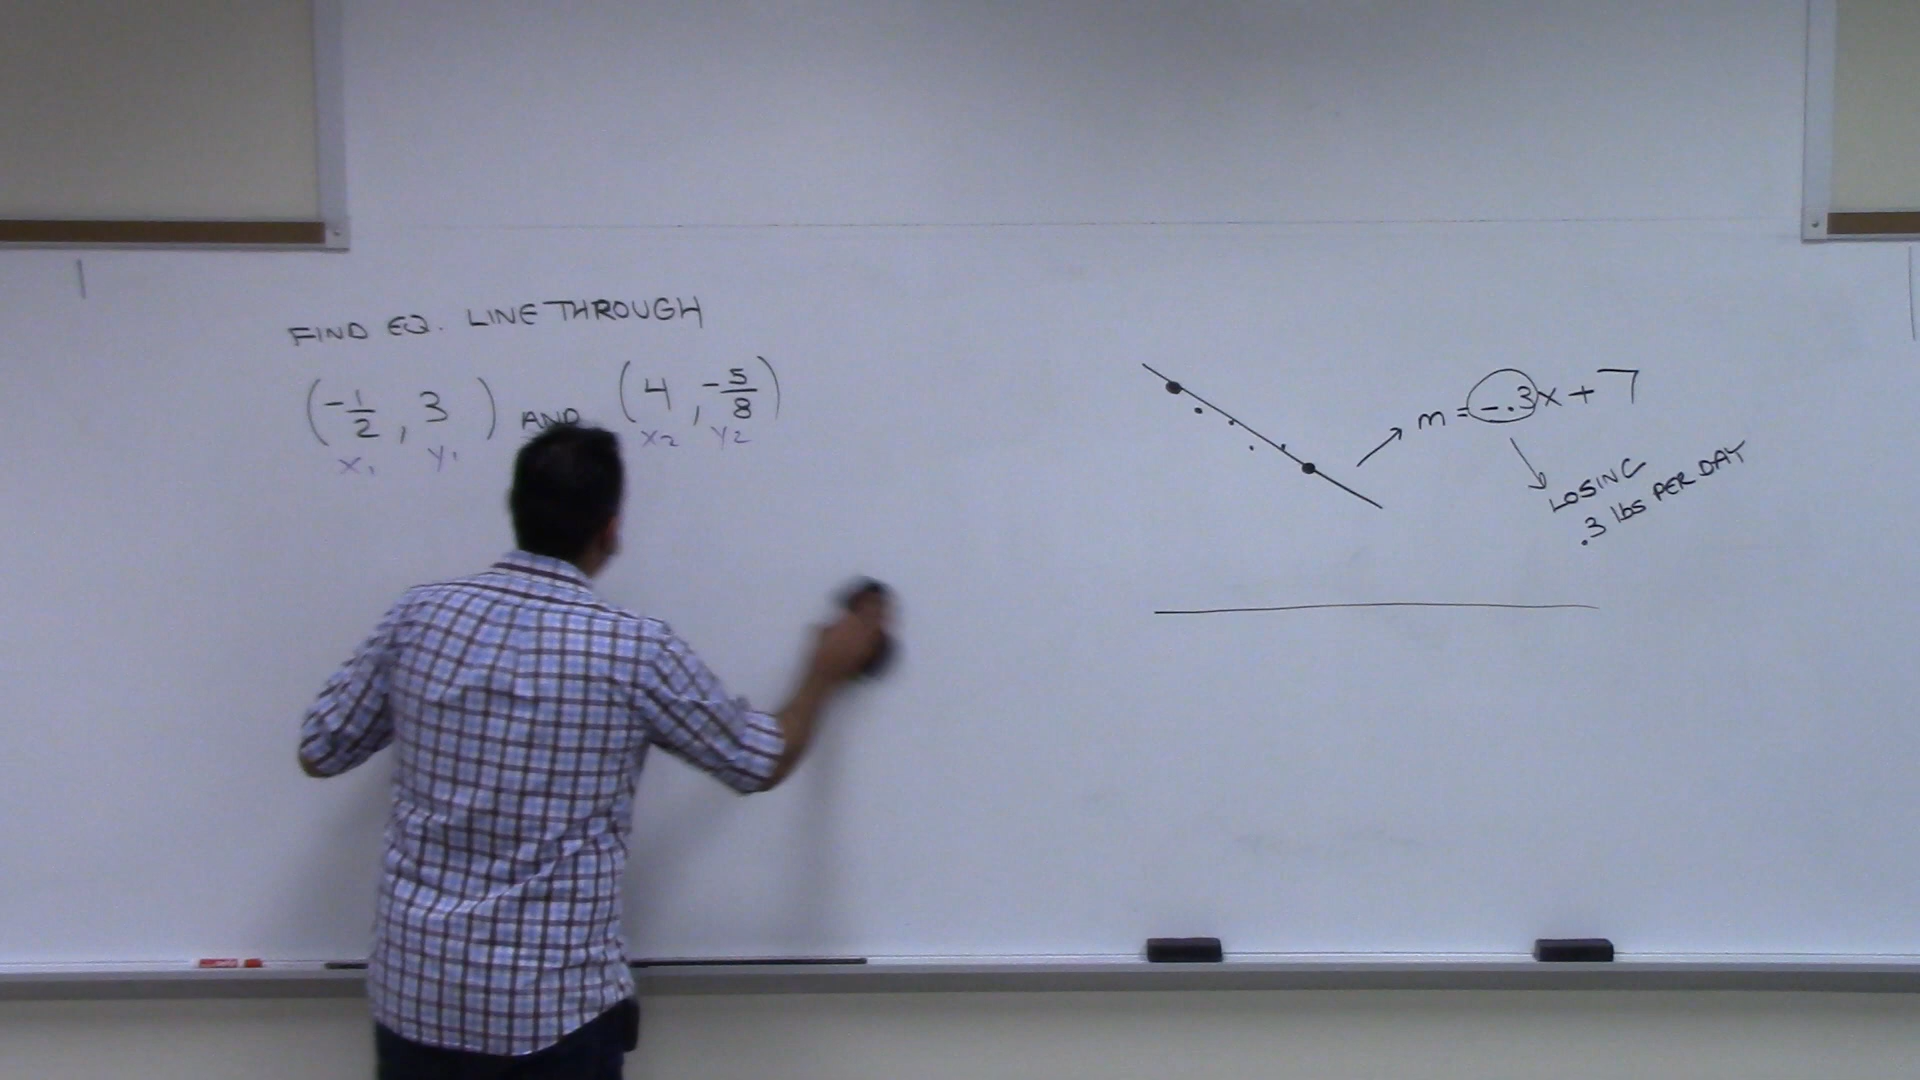 FIND EQ. LINE THROUGH
(-1/2, 3) AND (4, -5/8)
x₁ y₁ x₂ y₂
m = -.3x + 7
LOSING
.3 lbs PER DAY